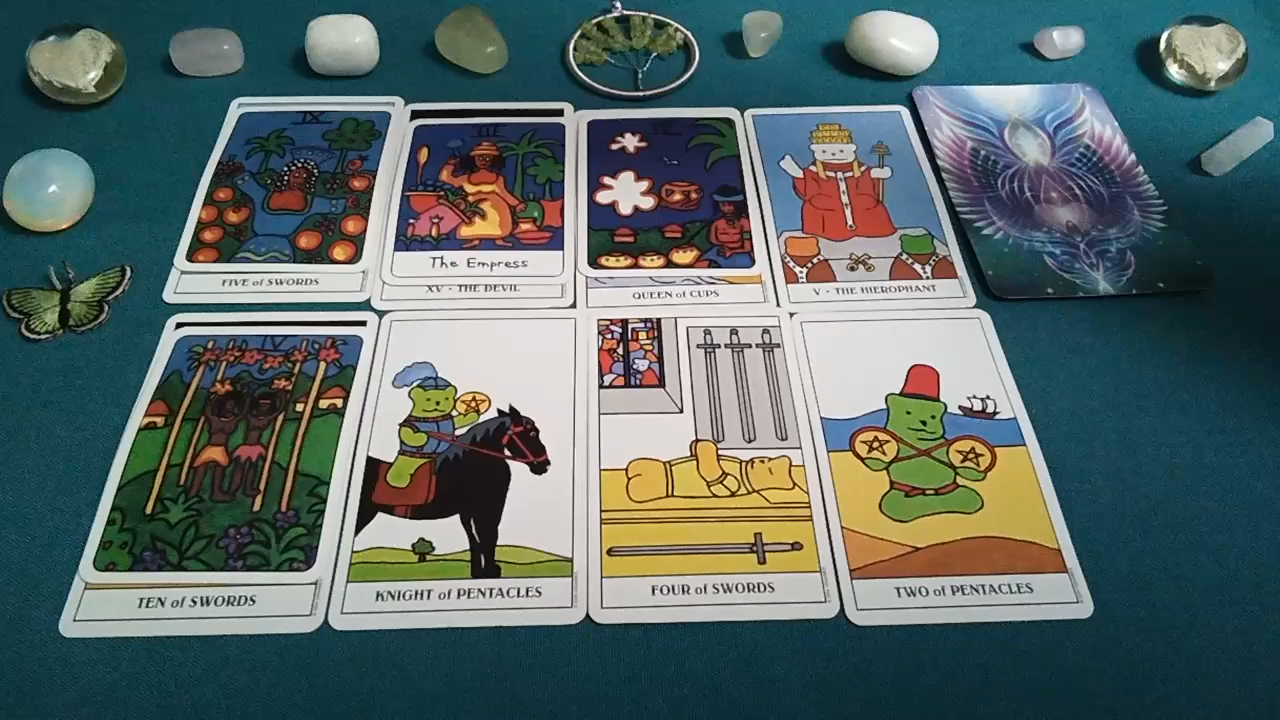 IX
FIVE of SWORDS
III
The Empress
XV · THE DEVIL
QUEEN of CUPS
V · THE HIEROPHANT
IV
TEN of SWORDS
KNIGHT of PENTACLES
FOUR of SWORDS
TWO of PENTACLES